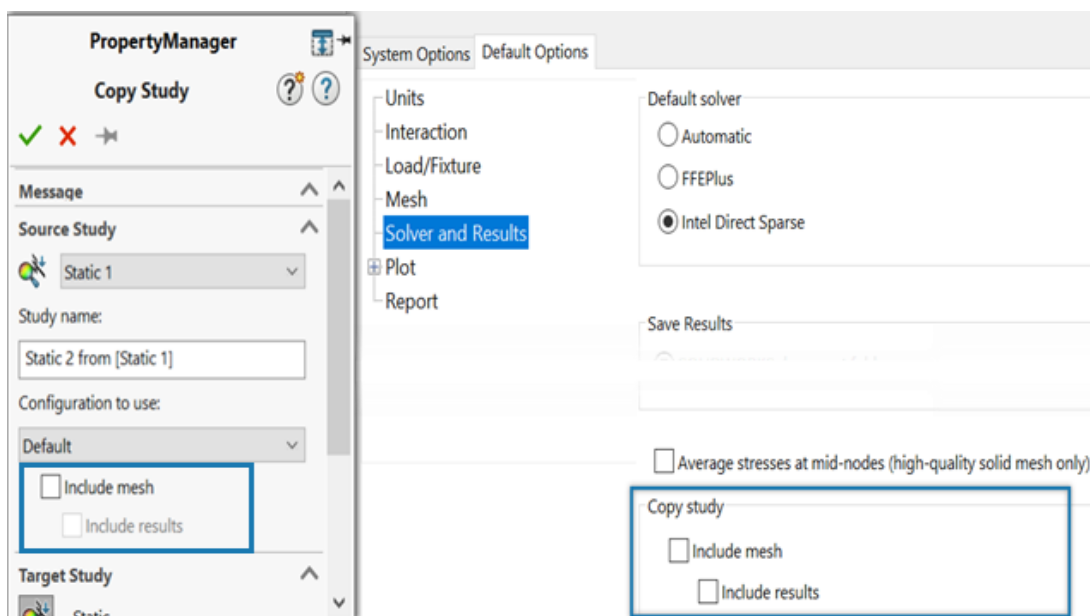 PropertyManager
Copy Study
Message
Source Study
Static 1
Study name:
Static 2 from [Static 1]
Configuration to use:
Default
Include mesh
Include results
Target Study
Static
System Options
Default Options
Units
Interaction
Load/Fixture
Mesh
Solver and Results
Plot
Report
Default solver
Automatic
FFEPlus
Intel Direct Sparse
Save Results
Average stresses at mid-nodes (high-quality solid mesh only)
Copy study
Include mesh
Include results